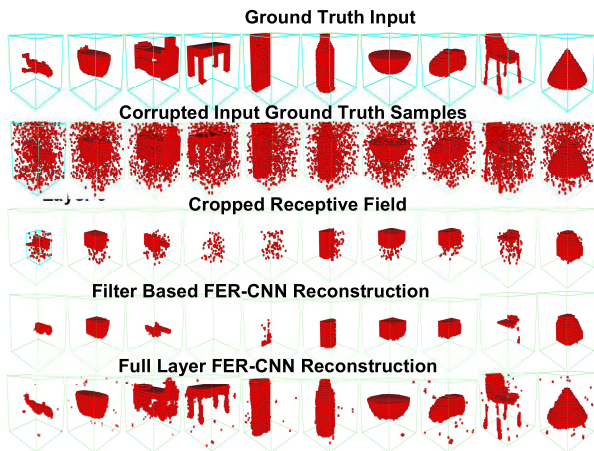 Ground Truth Input
Corrupted Input Ground Truth Samples
Cropped Receptive Field
Filter Based FER-CNN Reconstruction
Full Layer FER-CNN Reconstruction